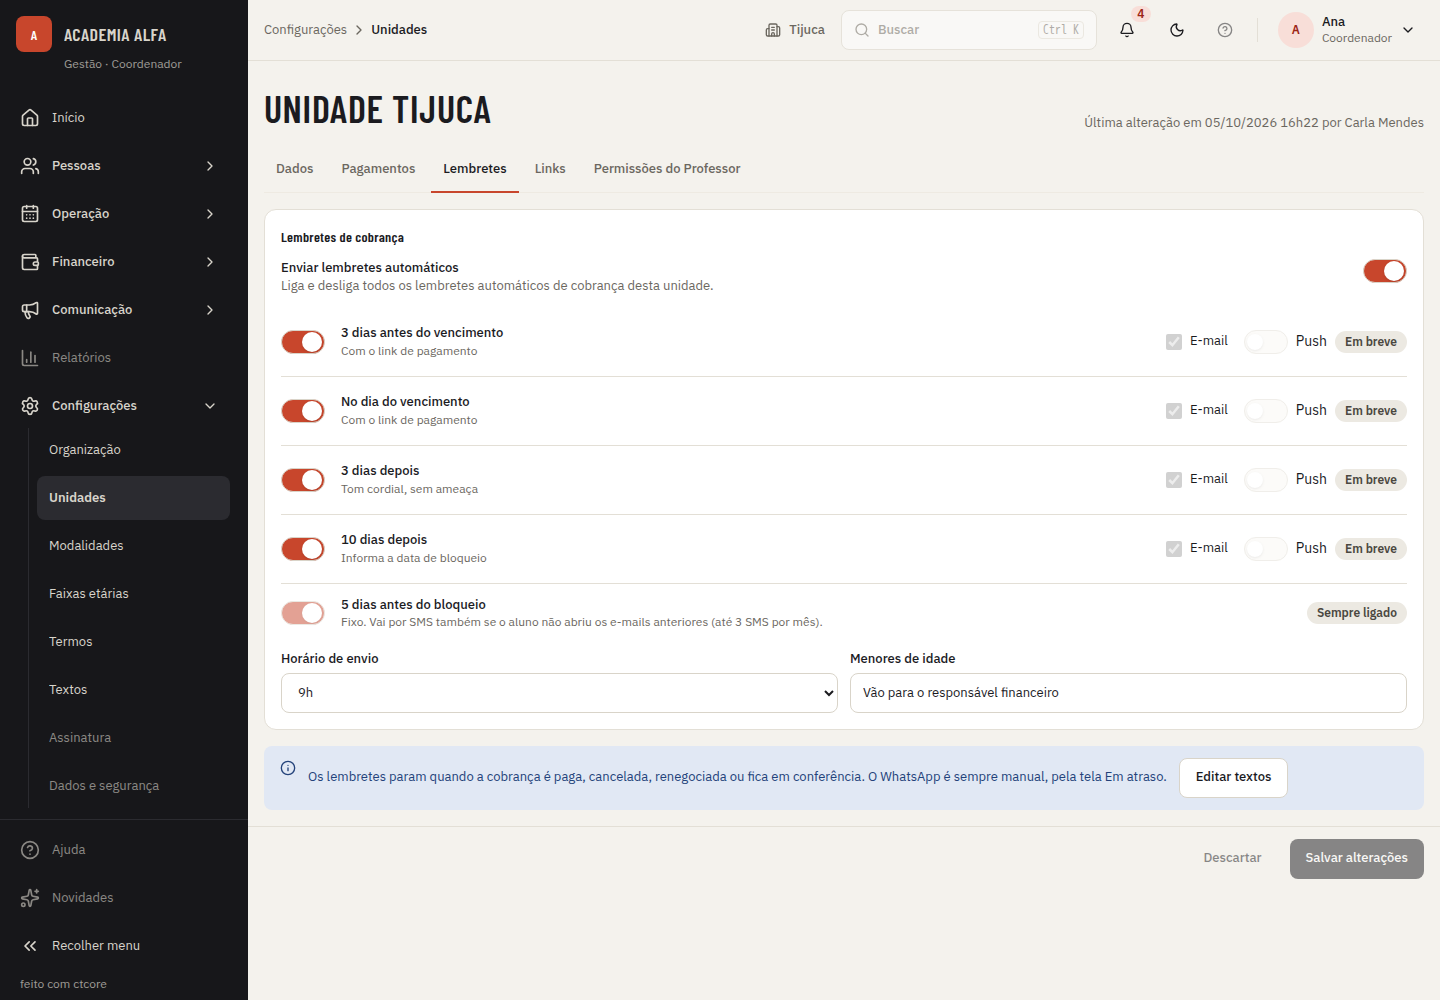 A
ACADEMIA ALFA
Gestão · Coordenador
Início
Pessoas
Operação
Financeiro
Comunicação
Relatórios
Configurações
Organização
Unidades
Modalidades
Faixas etárias
Termos
Textos
Assinatura
Dados e segurança
Ajuda
Novidades
Recolher menu
feito com ctcore
Configurações > Unidades
Tijuca
Buscar
Ctrl K
4
A
Ana
Coordenador
UNIDADE TIJUCA
Última alteração em 05/10/2026 16h22 por Carla Mendes
Dados
Pagamentos
Lembretes
Links
Permissões do Professor
Lembretes de cobrança
Enviar lembretes automáticos
Liga e desliga todos os lembretes automáticos de cobrança desta unidade.
3 dias antes do vencimento
Com o link de pagamento
E-mail
Push
Em breve
No dia do vencimento
Com o link de pagamento
E-mail
Push
Em breve
3 dias depois
Tom cordial, sem ameaça
E-mail
Push
Em breve
10 dias depois
Informa a data de bloqueio
E-mail
Push
Em breve
5 dias antes do bloqueio
Fixo. Vai por SMS também se o aluno não abriu os e-mails anteriores (até 3 SMS por mês).
Sempre ligado
Horário de envio
9h
Menores de idade
Vão para o responsável financeiro
Os lembretes param quando a cobrança é paga, cancelada, renegociada ou fica em conferência. O WhatsApp é sempre manual, pela tela Em atraso.
Editar textos
Descartar
Salvar alterações